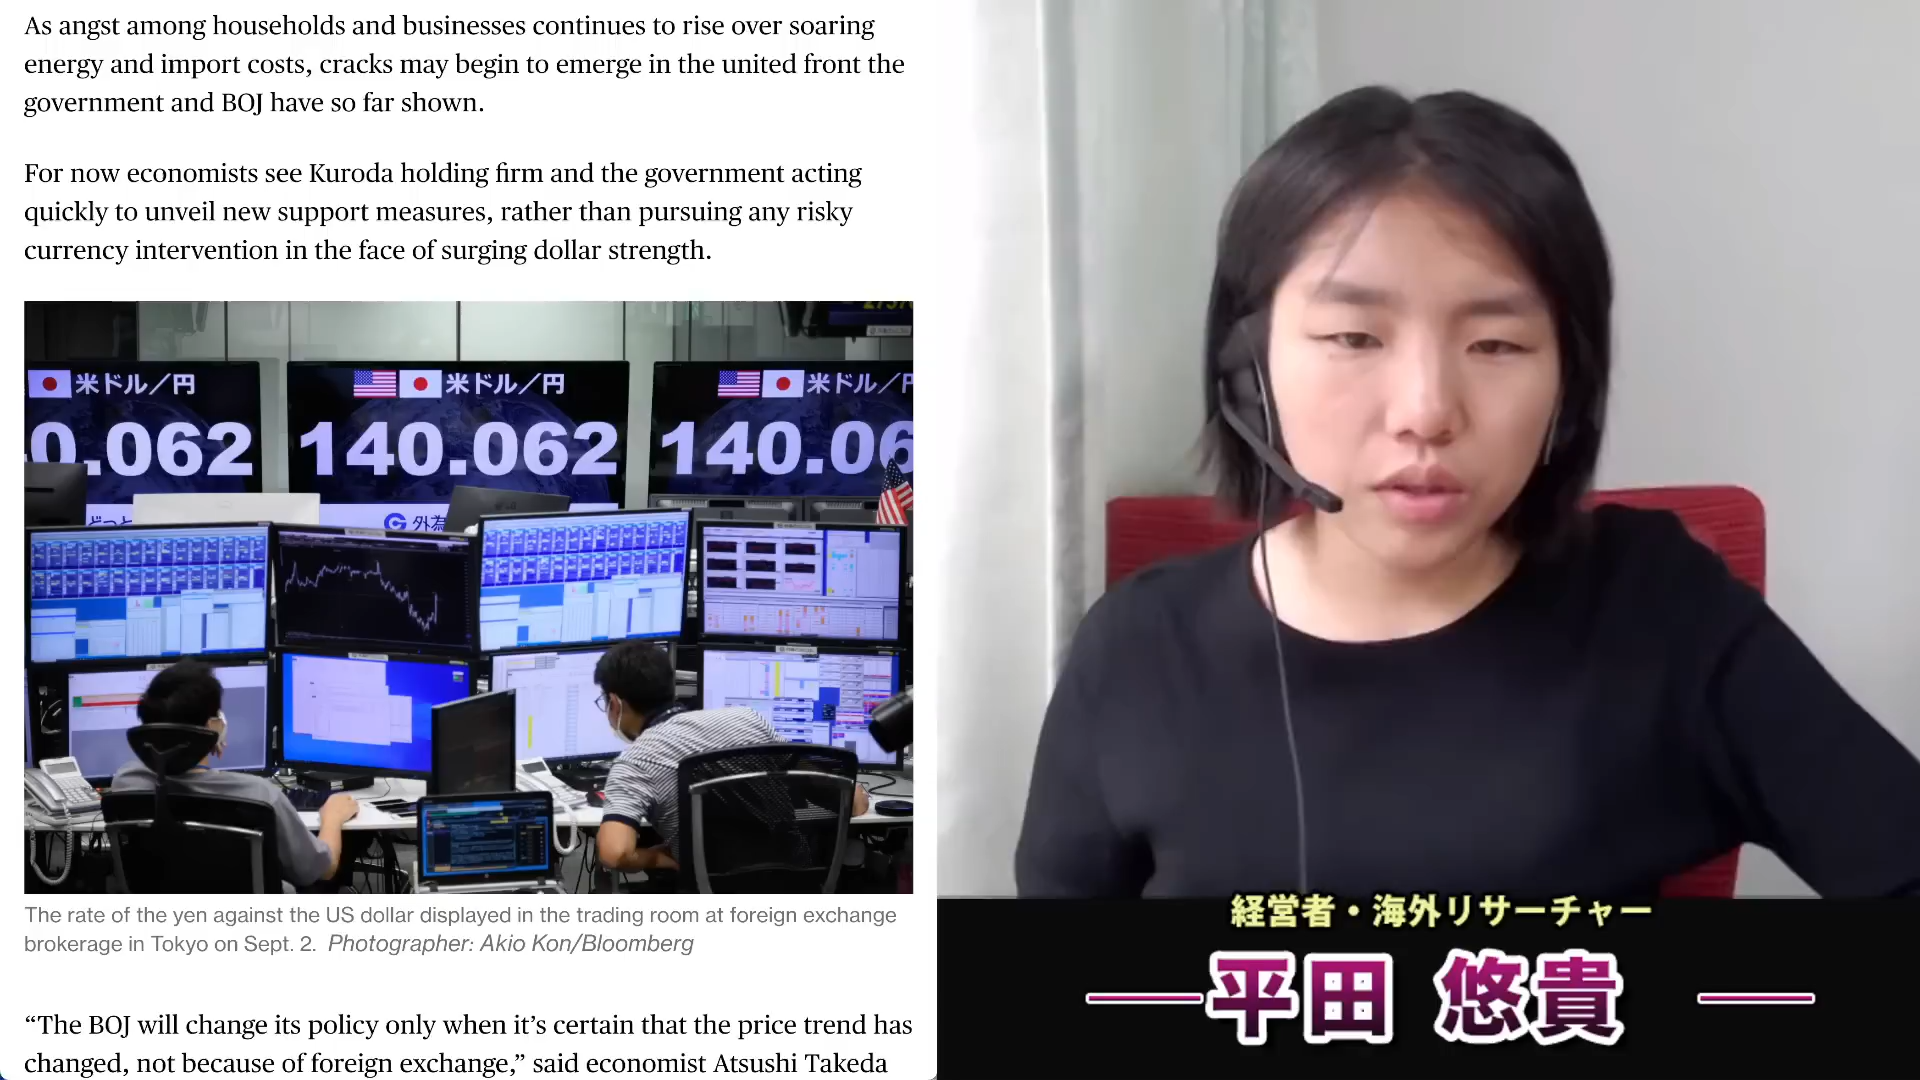 As angst among households and businesses continues to rise over soaring
energy and import costs, cracks may begin to emerge in the united front the
government and BOJ have so far shown.
For now economists see Kuroda holding firm and the government acting
quickly to unveil new support measures, rather than pursuing any risky
currency intervention in the face of surging dollar strength.
米ドル／円
0.062
米ドル／円
140.062
外為
米ドル／円
140.06
The rate of the yen against the US dollar displayed in the trading room at foreign exchange
brokerage in Tokyo on Sept. 2. Photographer: Akio Kon/Bloomberg
“The BOJ will change its policy only when it’s certain that the price trend has
changed, not because of foreign exchange,” said economist Atsushi Takeda
経営者・海外リサーチャー
平田 悠貴